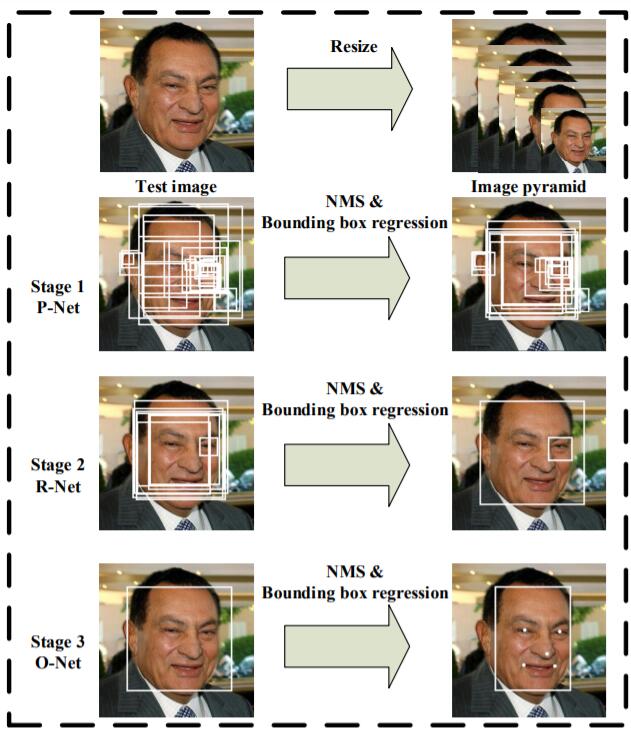 Resize
Test image
Image pyramid
NMS &
Bounding box regression
Stage 1
P-Net
NMS &
Bounding box regression
Stage 2
R-Net
NMS &
Bounding box regression
Stage 3
O-Net